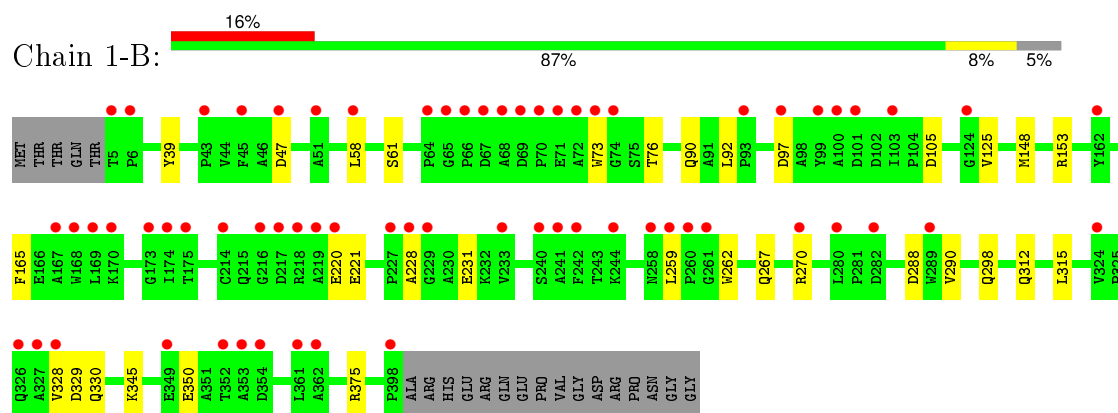 16%
Chain 1-B:
87% 8% 5%
MET THR THR GLN THR T5 P6 Y39 P43 V44 F45 A46 D47 A51 L58 S61 P64 G65 P66 D67 A68 D69 P70 E71 A72 W73 G74 S75 T76 Q90 A91 L92 P93 D97 A98 Y99 A100 D101 D102 I103 P104 D105 G124 V125 M148 R153 Y162
F165 E166 A167 W168 L169 K170 G173 I174 T175 C214 Q215 G216 D217 R218 A219 E220 E221 P227 A228 G229 A230 E231 K232 V233 S240 A241 F242 T243 K244 N258 L259 P260 G261 W262 Q267 R270 L280 P281 D282 D288 W289 V290 Q298 Q312 L315 V324
Q326 A327 V328 D329 Q330 K345 E349 E350 A351 T352 A353 D354 L361 A362 R375 P398 ALA ARG HIS GLU ARG GLN GLU PRO VAL GLY ASP ARG PRO ASN GLY GLY